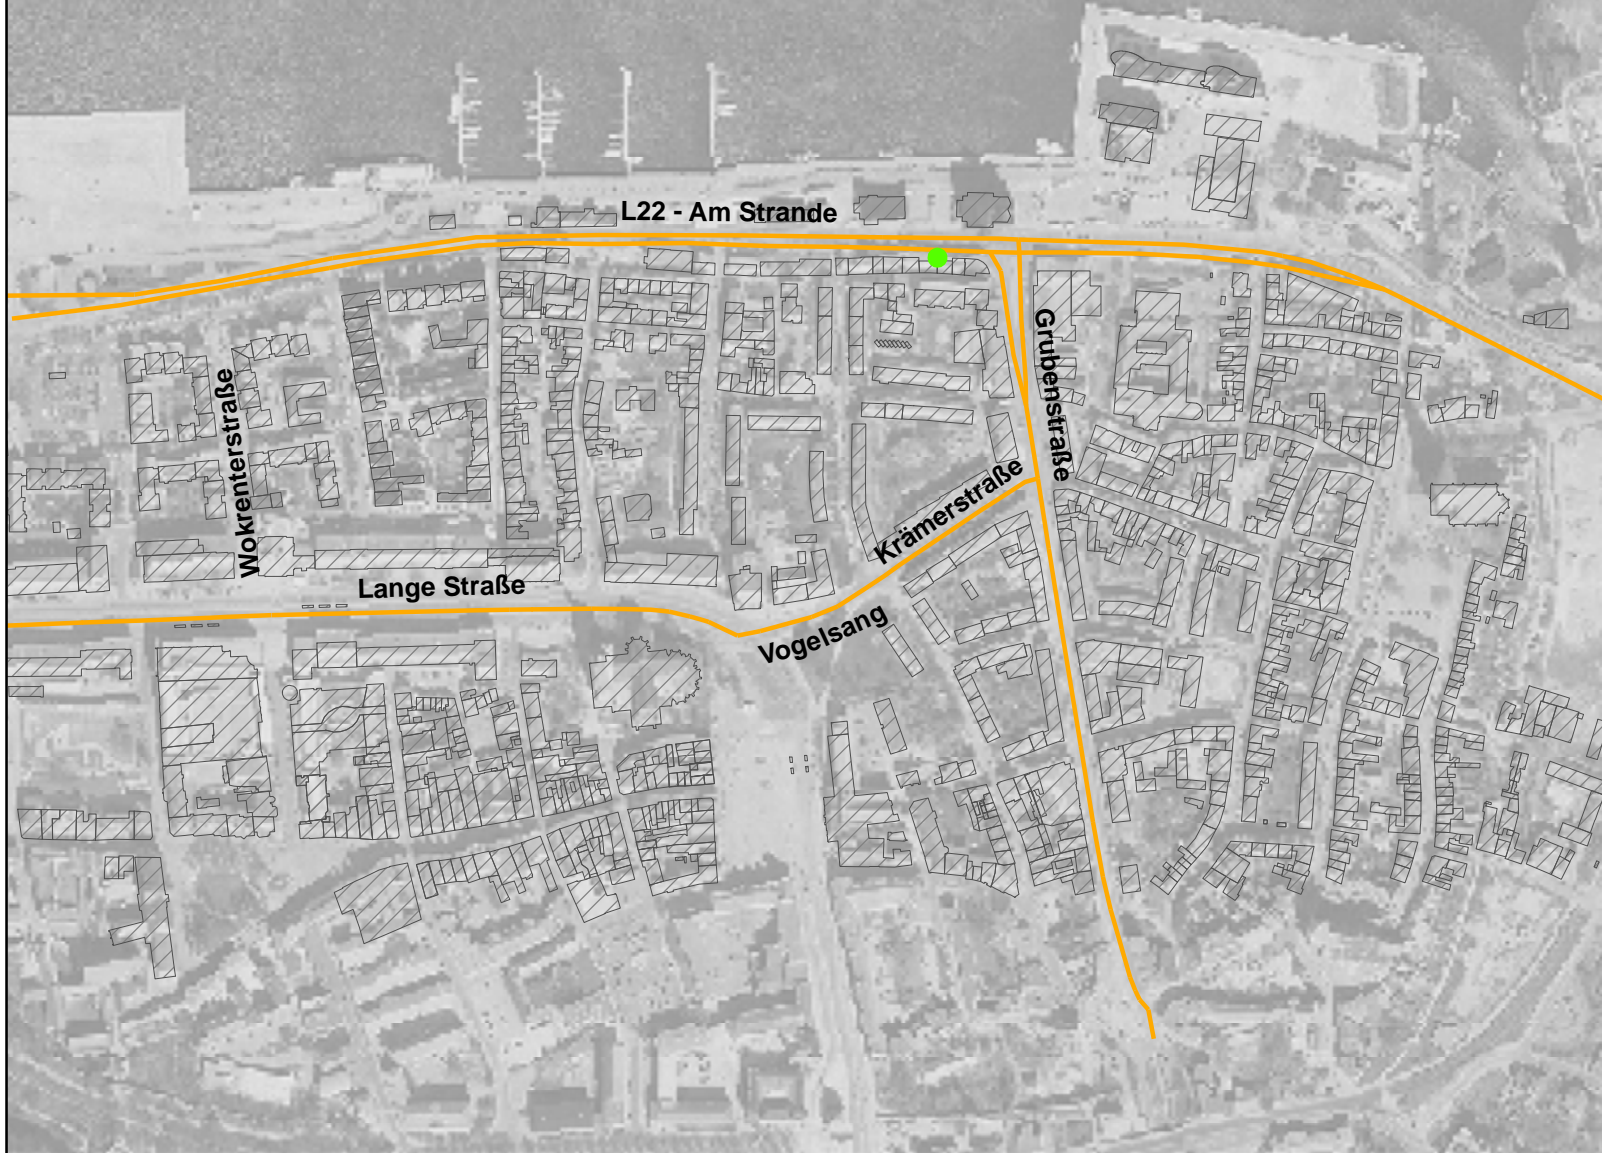 L22 - Am Strande
Grubenstraße
Wokrenterstraße
Krämerstraße
Lange Straße
Vogelsang